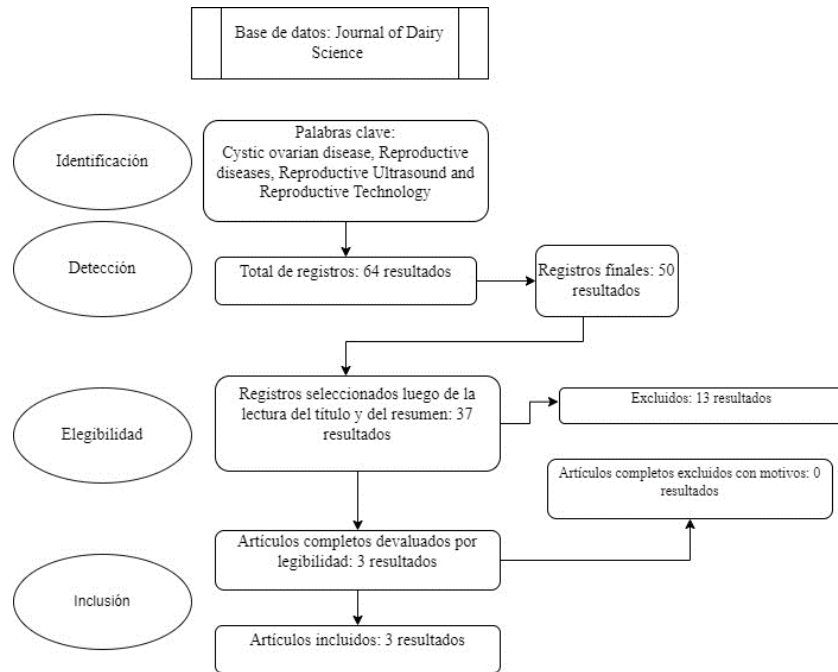 Base de datos: Journal of Dairy
Science
Identificación
Palabras clave:
Cystic ovarian disease, Reproductive
diseases, Reproductive Ultrasound and
Reproductive Technology
Detección
Total de registros: 64 resultados
Registros finales: 50
resultados
Elegibilidad
Registros seleccionados luego de la
lectura del título y del resumen: 37
resultados
Excluidos: 13 resultados
Artículos completos excluidos con motivos: 0
resultados
Artículos completos devaluados por
legibilidad: 3 resultados
Inclusión
Artículos incluidos: 3 resultados